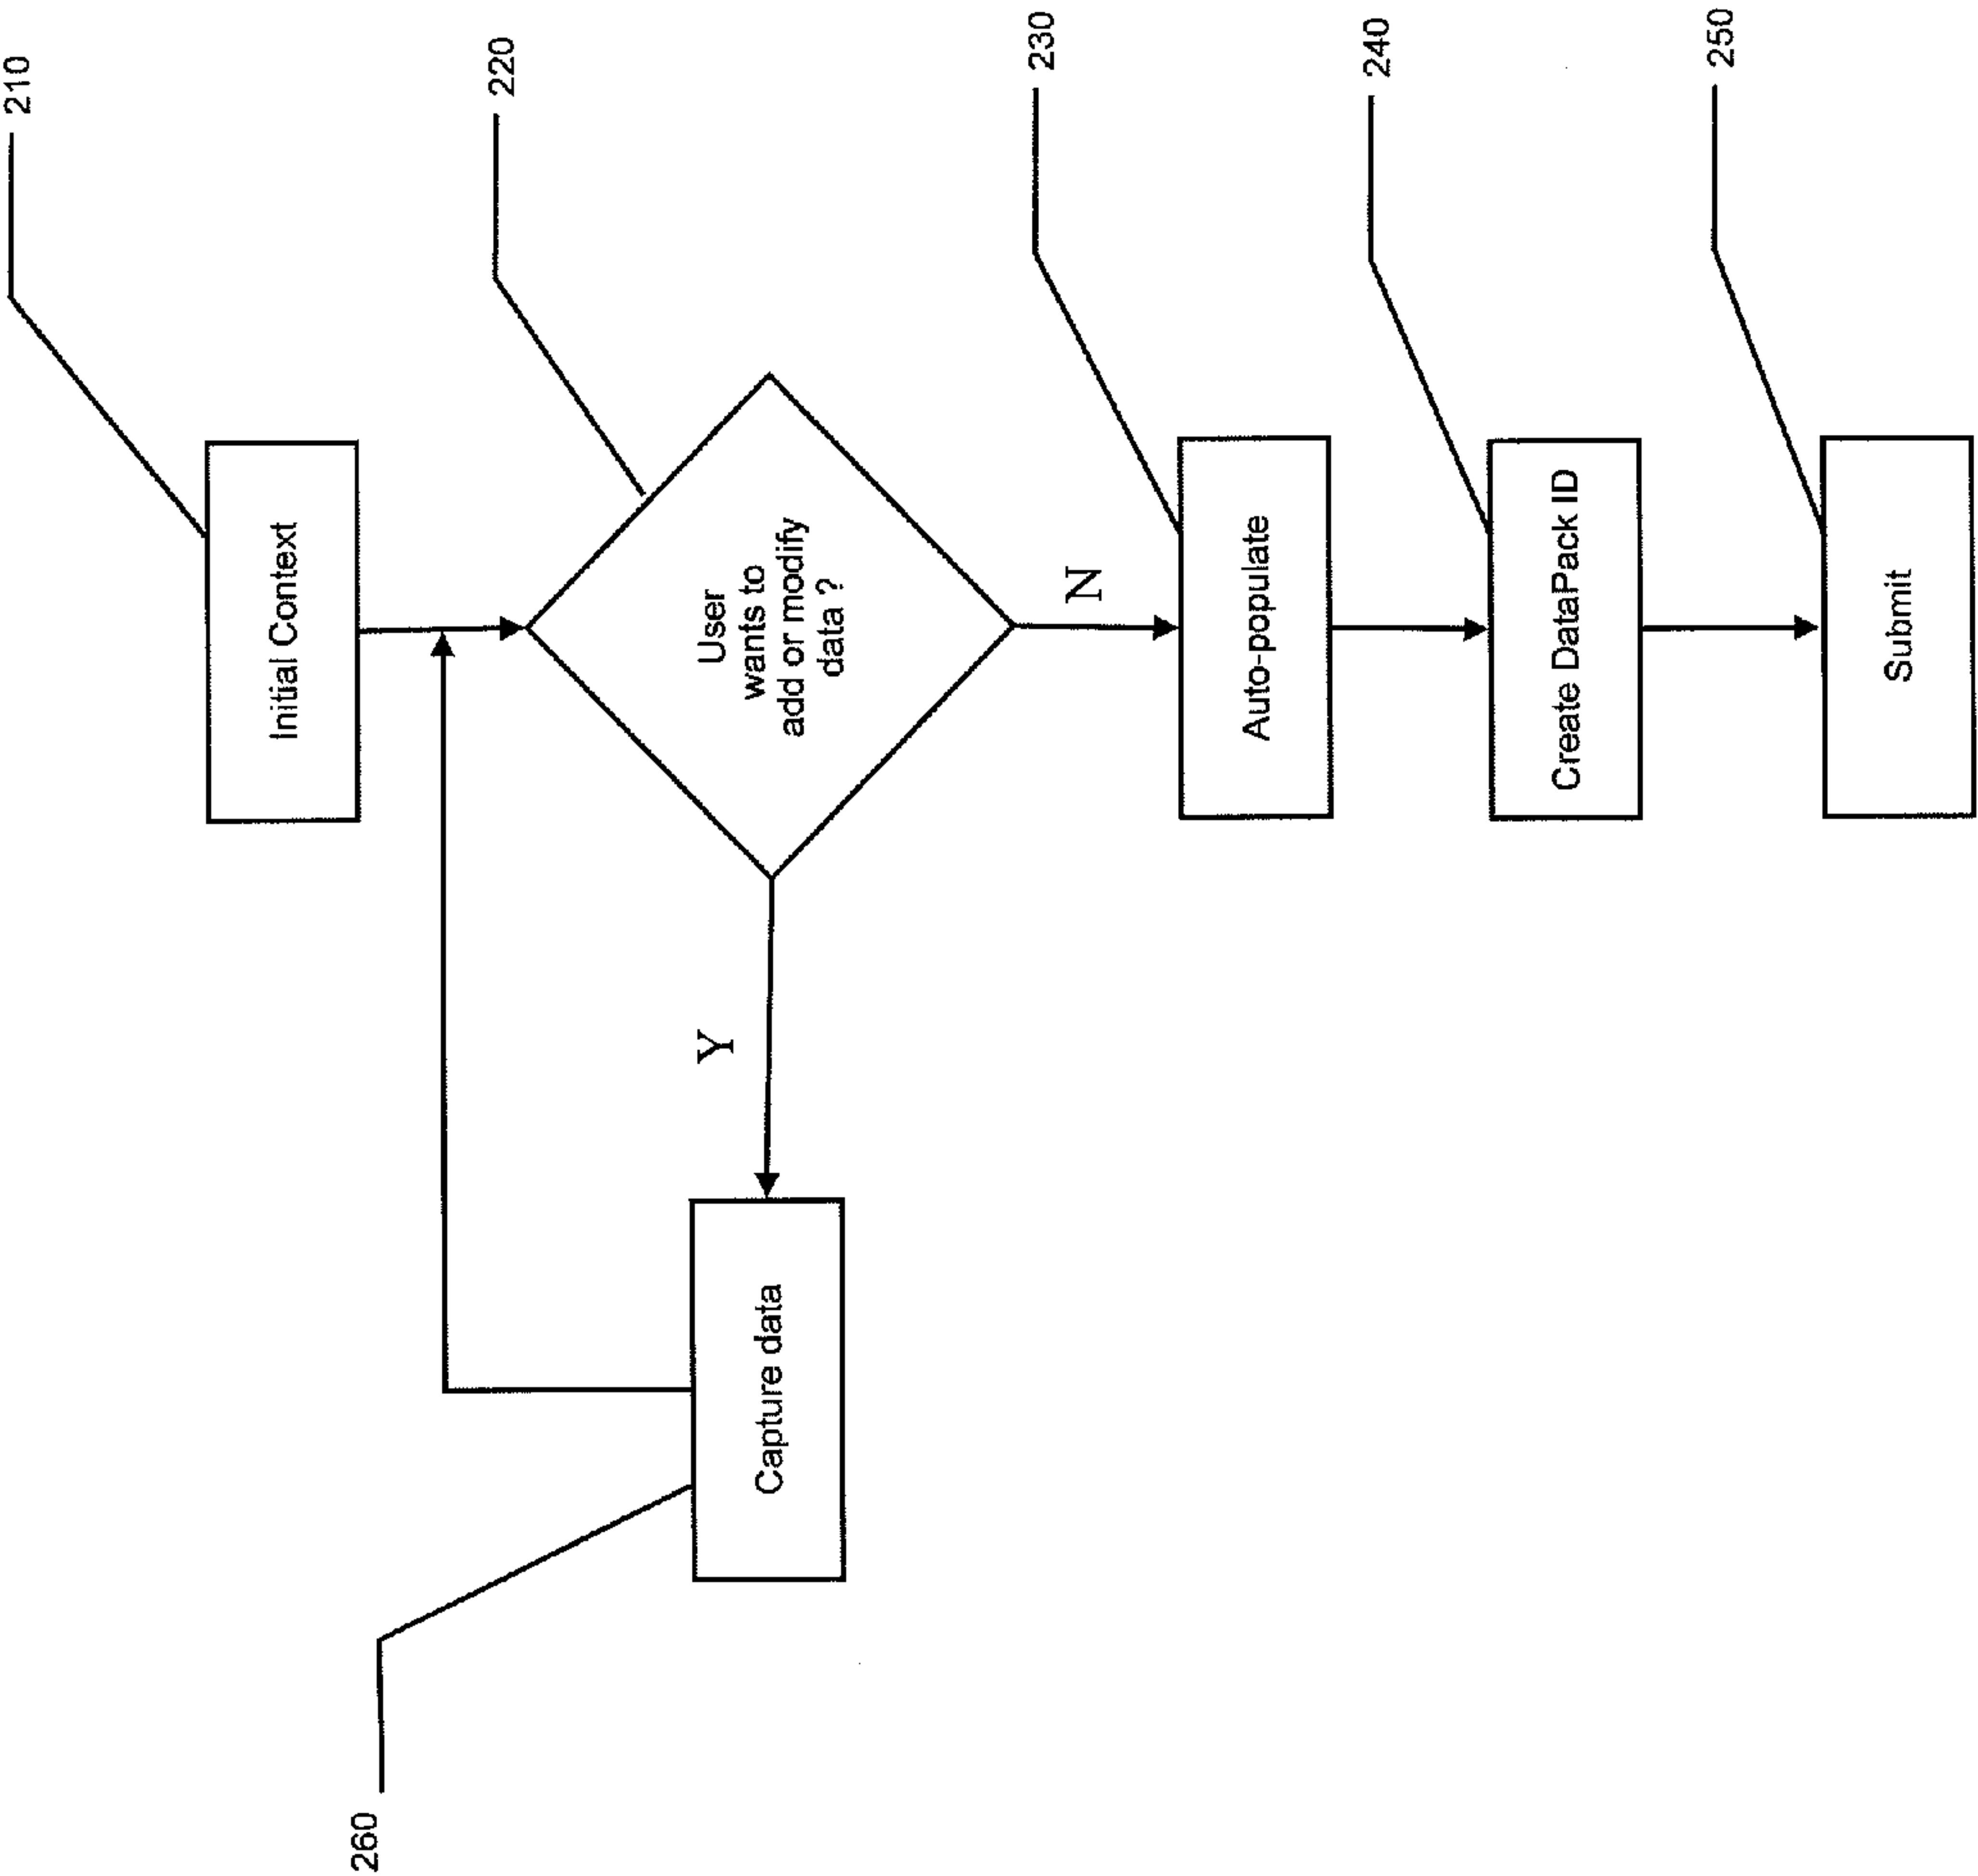 210
Initial Context
220
User
wants to
add or modify
data ?
Y
N
260
Capture data
230
Auto-populate
240
Create DataPack ID
250
Submit